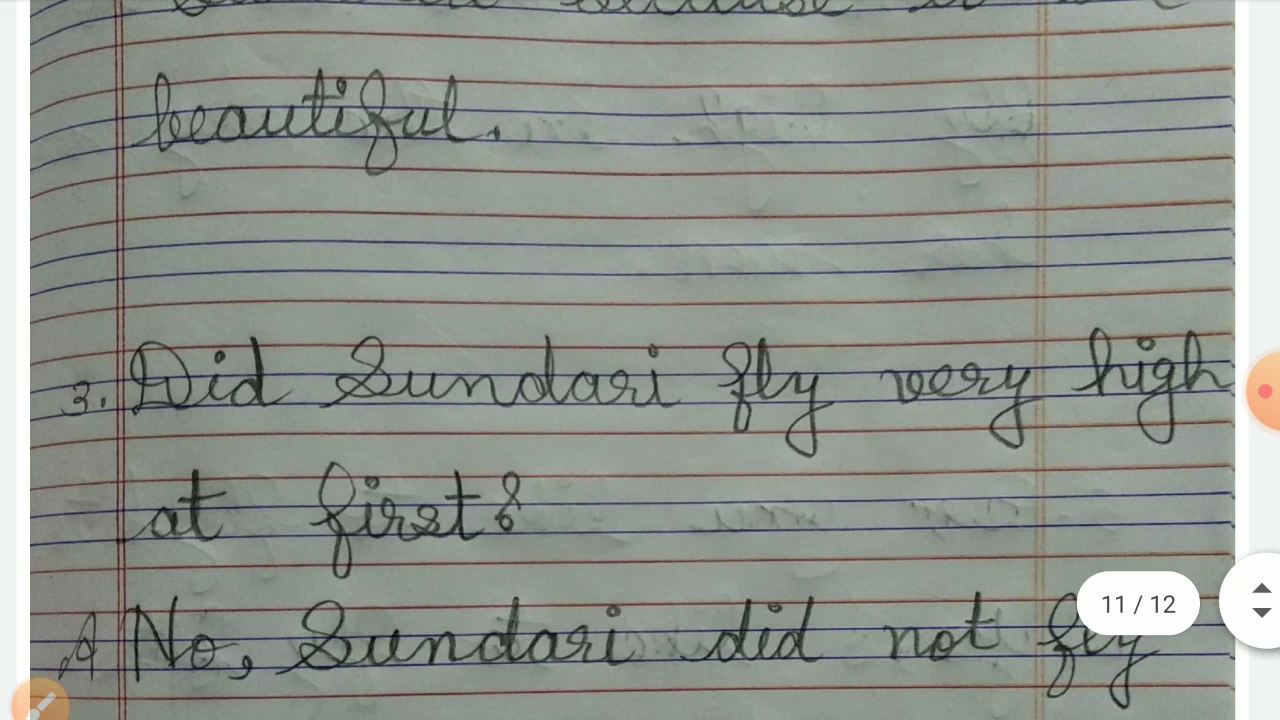 beautiful.
3. Did Sundari fly very high
at first?
A No, Sundari did not fly
11 / 12